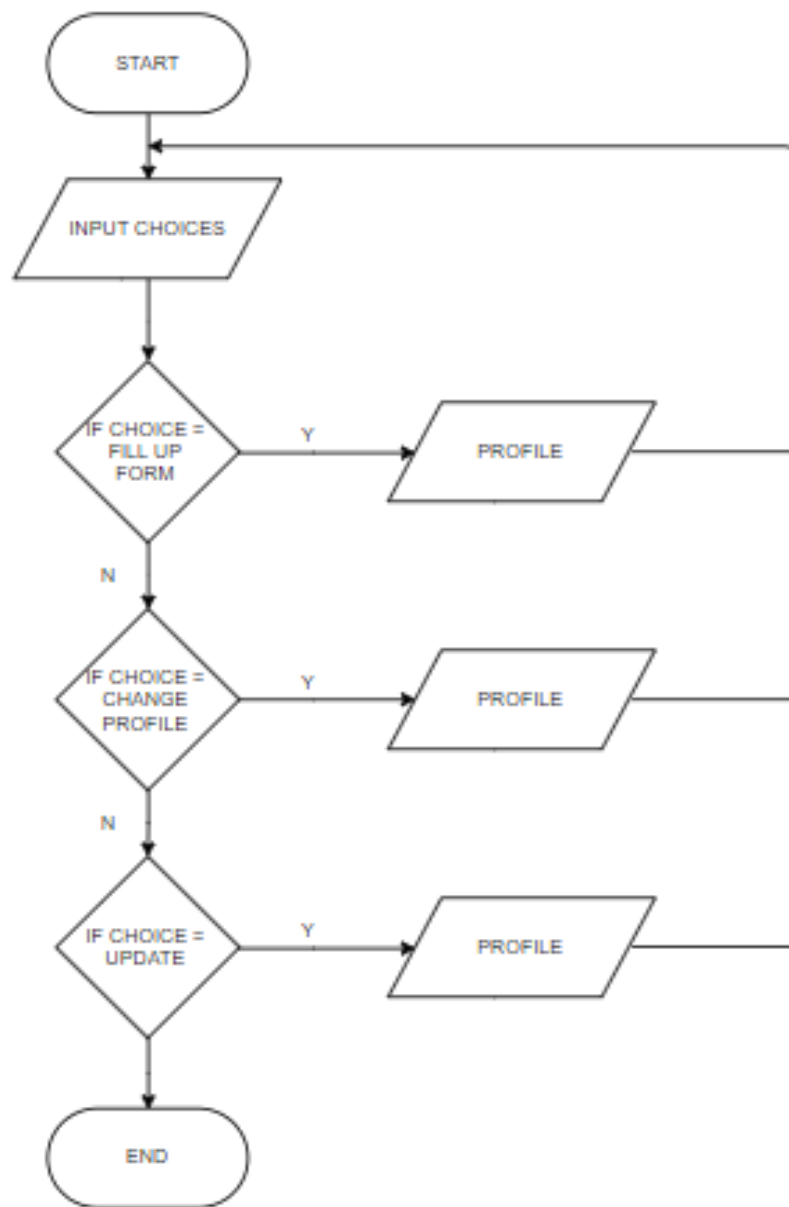 START
INPUT CHOICES
IF CHOICE =
FILL UP
FORM
Y
PROFILE
N
IF CHOICE =
CHANGE
PROFILE
Y
PROFILE
N
IF CHOICE =
UPDATE
Y
PROFILE
END